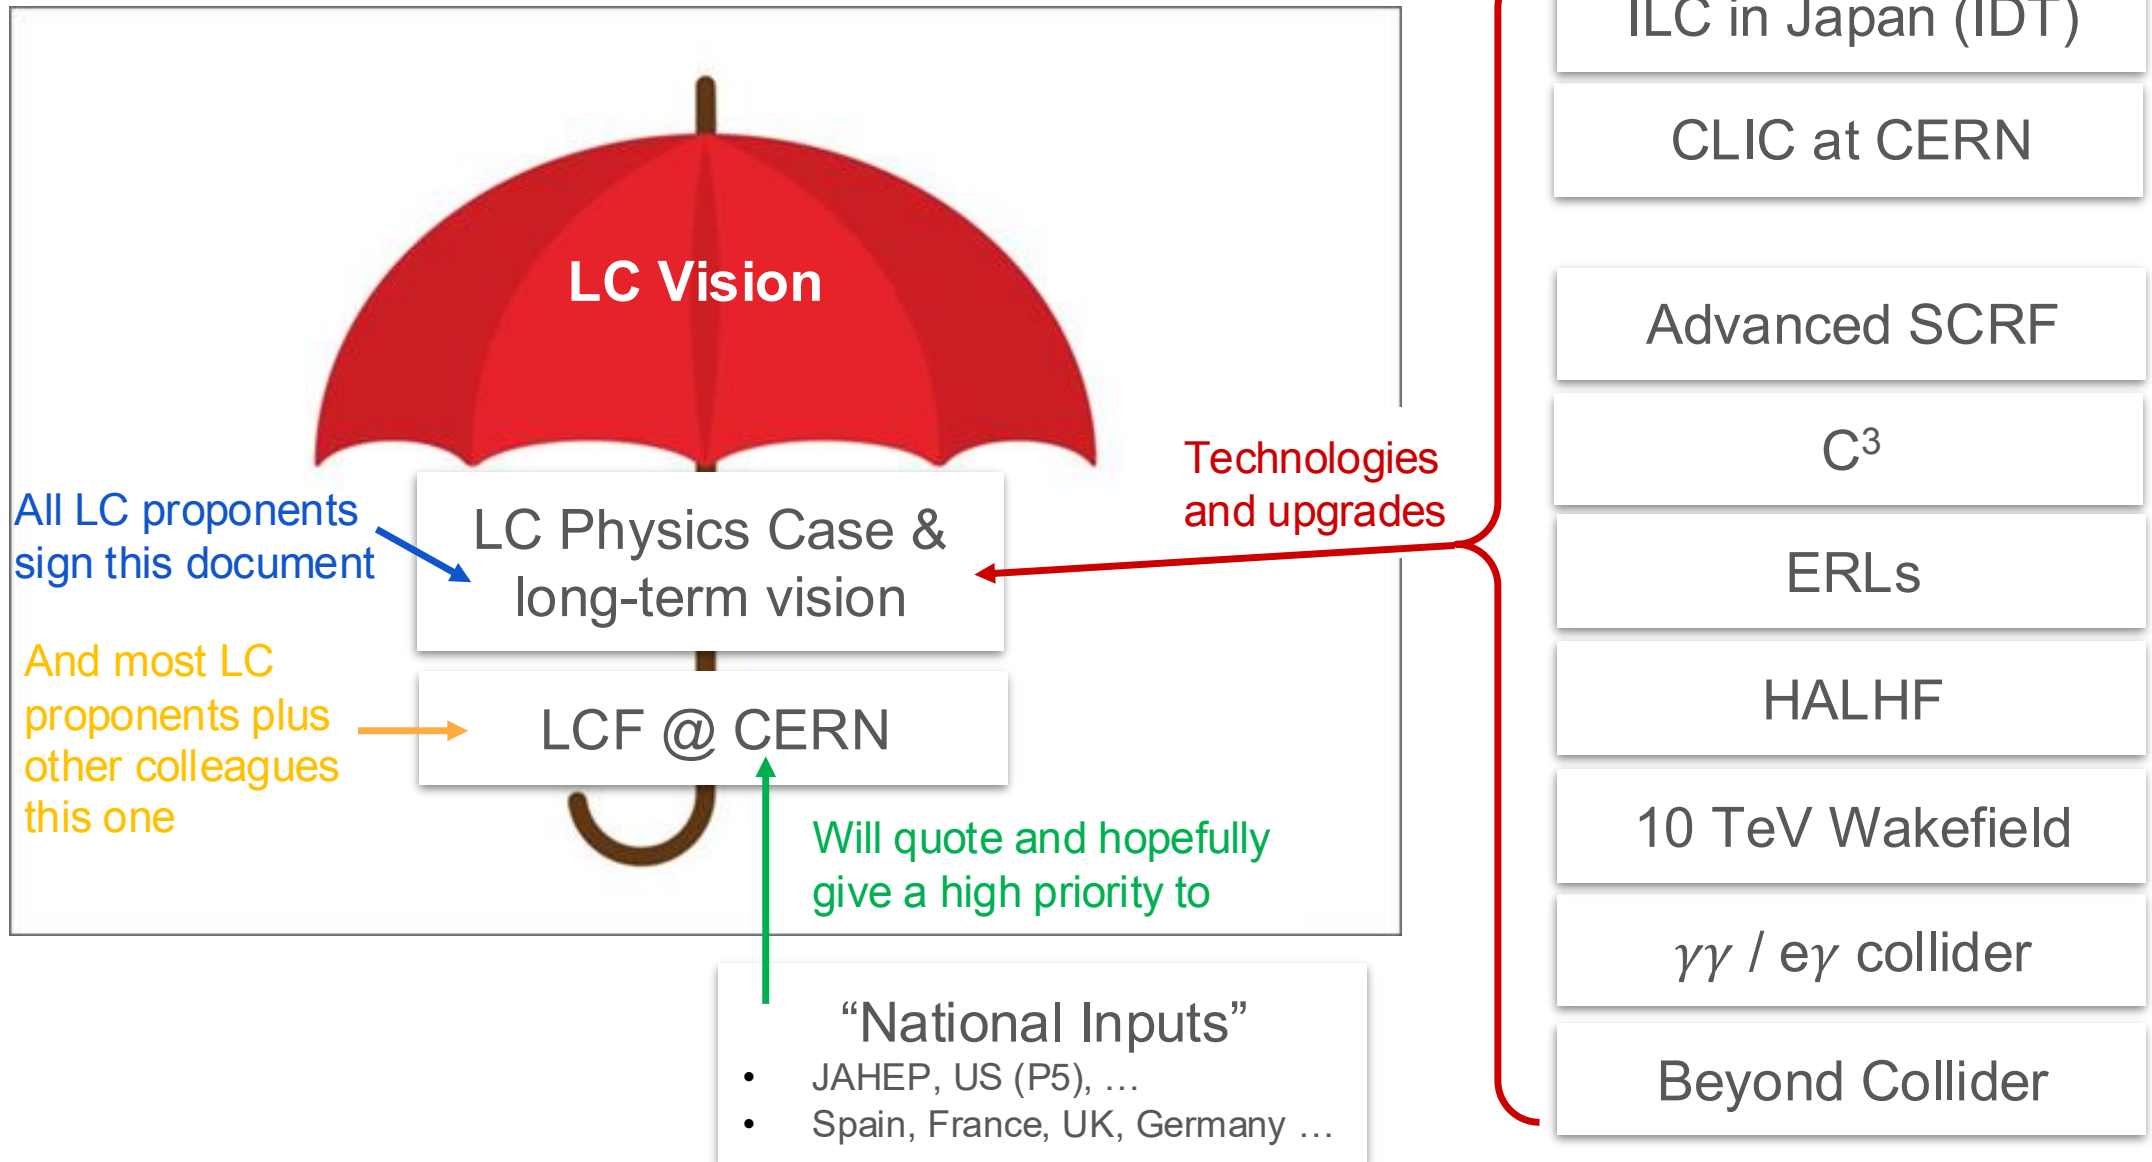 LC Vision
All LC proponents
sign this document
LC Physics Case &
long-term vision
And most LC
proponents plus
other colleagues
this one
LCF @ CERN
Will quote and hopefully
give a high priority to
“National Inputs”
• JAHEP, US (P5), …
• Spain, France, UK, Germany …
Technologies
and upgrades
ILC in Japan (IDT)
CLIC at CERN
Advanced SCRF
C³
ERLs
HALHF
10 TeV Wakefield
γγ / eγ collider
Beyond Collider